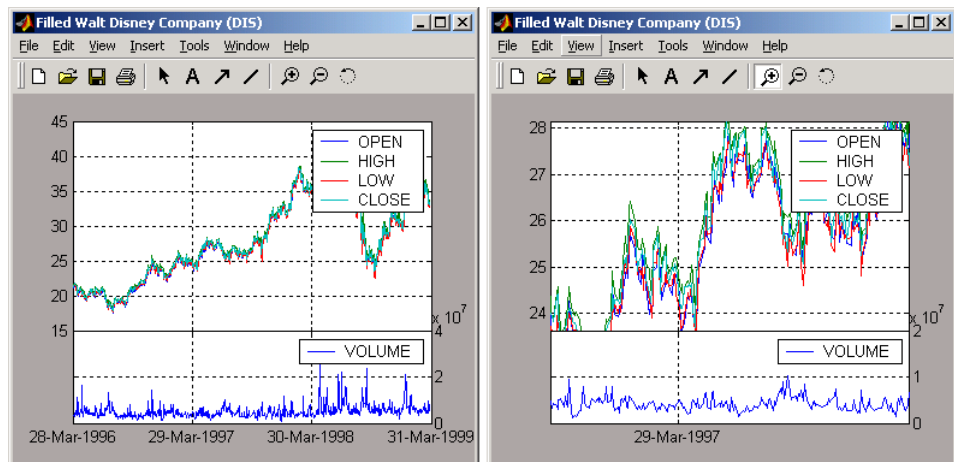 Filled Walt Disney Company (DIS)
File Edit View Insert Tools Window Help
A
45
40
35
30
25
20
15
OPEN
HIGH
LOW
CLOSE
x 10^7
4
2
0
VOLUME
28-Mar-1996 29-Mar-1997 30-Mar-1998 31-Mar-1999
Filled Walt Disney Company (DIS)
File Edit View Insert Tools Window Help
A
28
27
26
25
24
OPEN
HIGH
LOW
CLOSE
x 10^7
2
1
0
VOLUME
29-Mar-1997